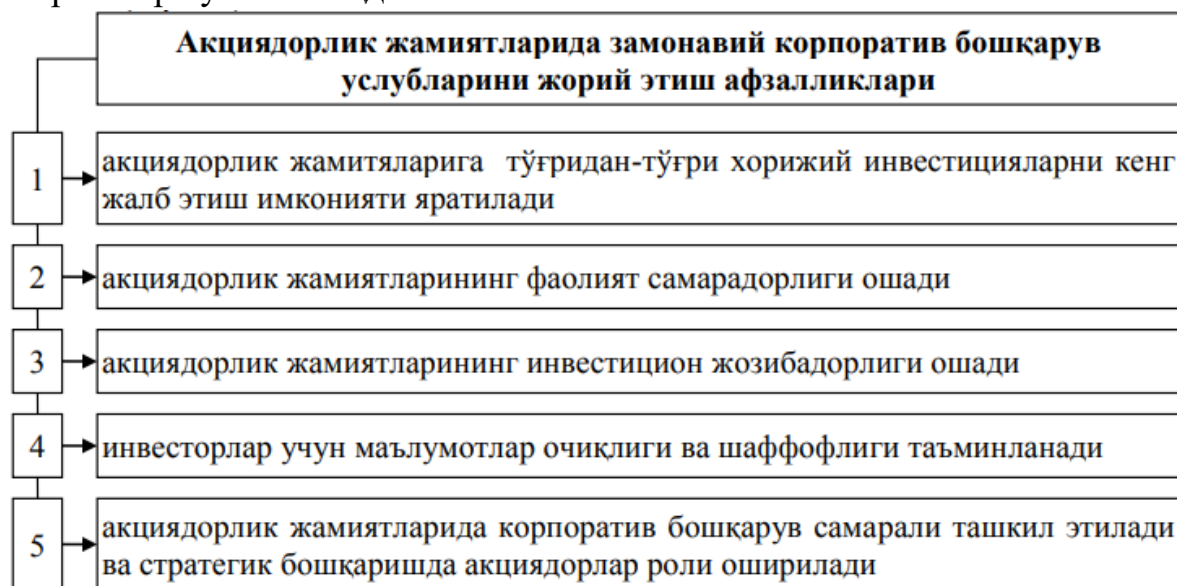 Акциядорлик жамиятларида замонавий корпоратив бошқарув
услубларини жорий этиш афзалликлари
1
акциядорлик жамитяларига тўғридан-тўғри хорижий инвестицияларни кенг
жалб этиш имконияти яратилади
2
акциядорлик жамиятларининг фаолият самарадорлиги ошади
3
акциядорлик жамиятларининг инвестицион жозибадорлиги ошади
4
инвесторлар учун маълумотлар очиқлиги ва шаффофлиги таъминланади
5
акциядорлик жамиятларида корпоратив бошқарув самарали ташкил этилади
ва стратегик бошқаришда акциядорлар роли оширилади